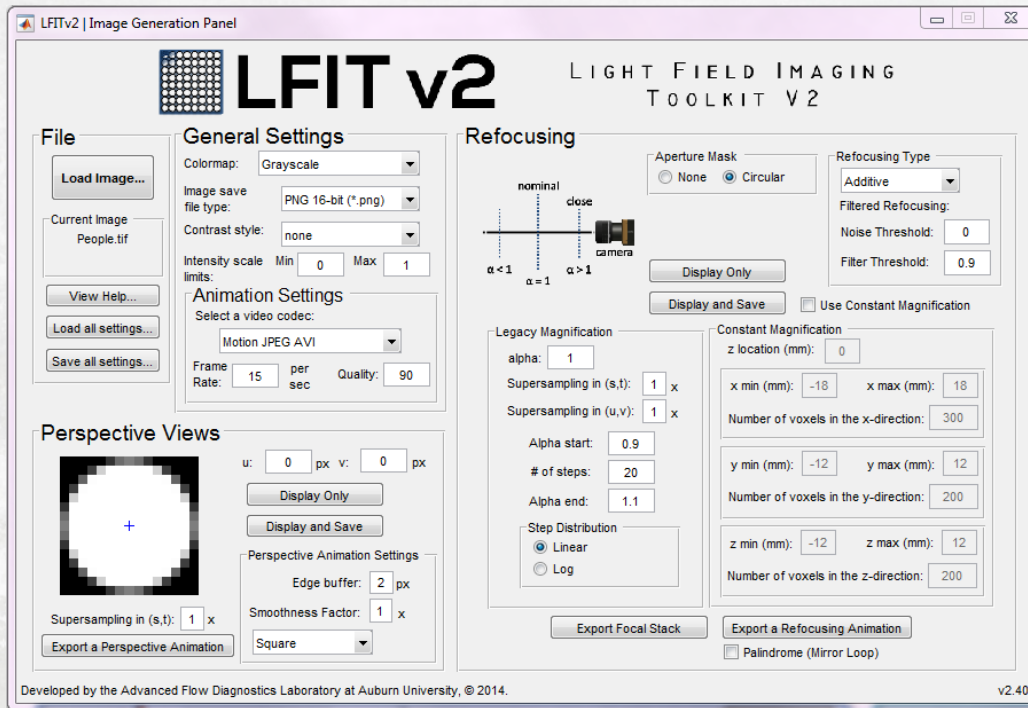 LFITv2 | Image Generation Panel
LFIT v2
LIGHT FIELD IMAGING
TOOLKIT V2
File
Load Image...
Current Image
People.tif
View Help...
Load all settings...
Save all settings...
General Settings
Colormap: Grayscale
Image save
file type: PNG 16-bit (*.png)
Contrast style: none
Intensity scale
limits: Min 0 Max 1
Animation Settings
Select a video codec:
Motion JPEG AVI
Frame
Rate: 15 per
sec Quality: 90
Perspective Views
u: 0 px v: 0 px
Display Only
Display and Save
Perspective Animation Settings
Edge buffer: 2 px
Smoothness Factor: 1 x
Square
Supersampling in (s,t): 1 x
Export a Perspective Animation
Refocusing
nominal
close
camera
α < 1
α = 1
α > 1
Aperture Mask
None Circular
Refocusing Type
Additive
Filtered Refocusing:
Noise Threshold: 0
Filter Threshold: 0.9
Display Only
Display and Save
Use Constant Magnification
Legacy Magnification
alpha: 1
Supersampling in (s,t): 1 x
Supersampling in (u,v): 1 x
Alpha start: 0.9
# of steps: 20
Alpha end: 1.1
Step Distribution
Linear
Log
Constant Magnification
z location (mm): 0
x min (mm): -18 x max (mm): 18
Number of voxels in the x-direction: 300
y min (mm): -12 y max (mm): 12
Number of voxels in the y-direction: 200
z min (mm): -12 z max (mm): 12
Number of voxels in the z-direction: 200
Export Focal Stack
Export a Refocusing Animation
Palindrome (Mirror Loop)
Developed by the Advanced Flow Diagnostics Laboratory at Auburn University, © 2014.
v2.40